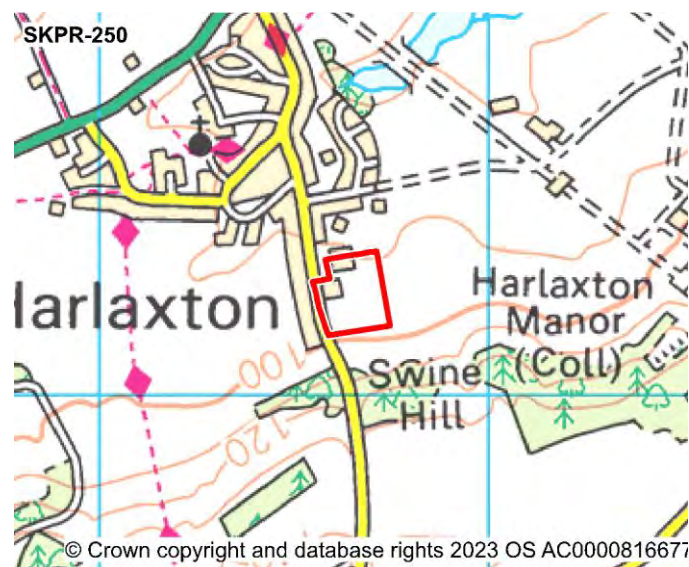 SKPR-250
Harlaxton
Harlaxton
Manor
(Coll)
100
Swine
Hill
120
© Crown copyright and database rights 2023 OS AC0000816677